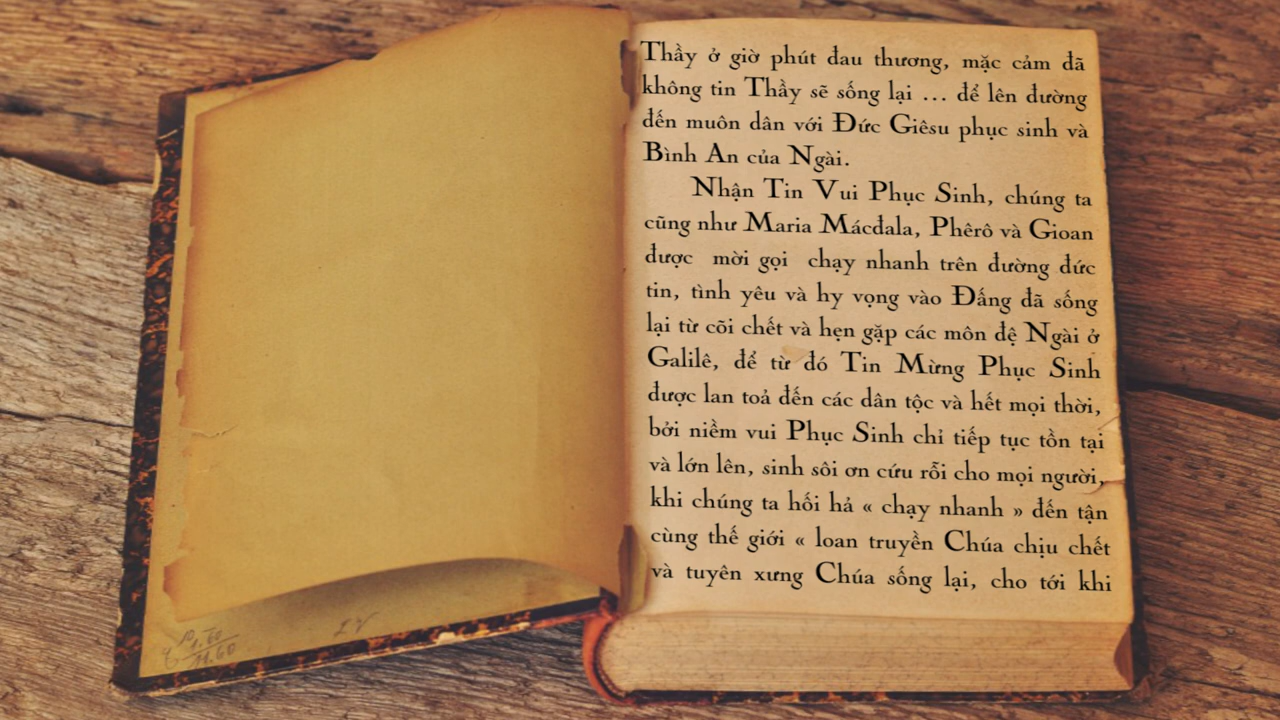 Thầy ở giờ phút đau thương, mặc cảm đã
không tin Thầy sẽ sống lại ... để lên đường
đến muôn dân với Đức Giêsu phục sinh và
Bình An của Ngài.
Nhận Tin Vui Phục Sinh, chúng ta
cũng như Maria Mácđala, Phêrô và Gioan
được mời gọi chạy nhanh trên đường đức
tin, tình yêu và hy vọng vào Đấng đã sống
lại từ cõi chết và hẹn gặp các môn đệ Ngài ở
Galilê, để từ đó Tin Mừng Phục Sinh
được lan toả đến các dân tộc và hết mọi thời,
bởi niềm vui Phục Sinh chỉ tiếp tục tồn tại
và lớn lên, sinh sôi ơn cứu rỗi cho mọi người,
khi chúng ta hối hả « chạy nhanh » đến tận
cùng thế giới « loan truyền Chúa chịu chết
và tuyên xưng Chúa sống lại, cho tới khi